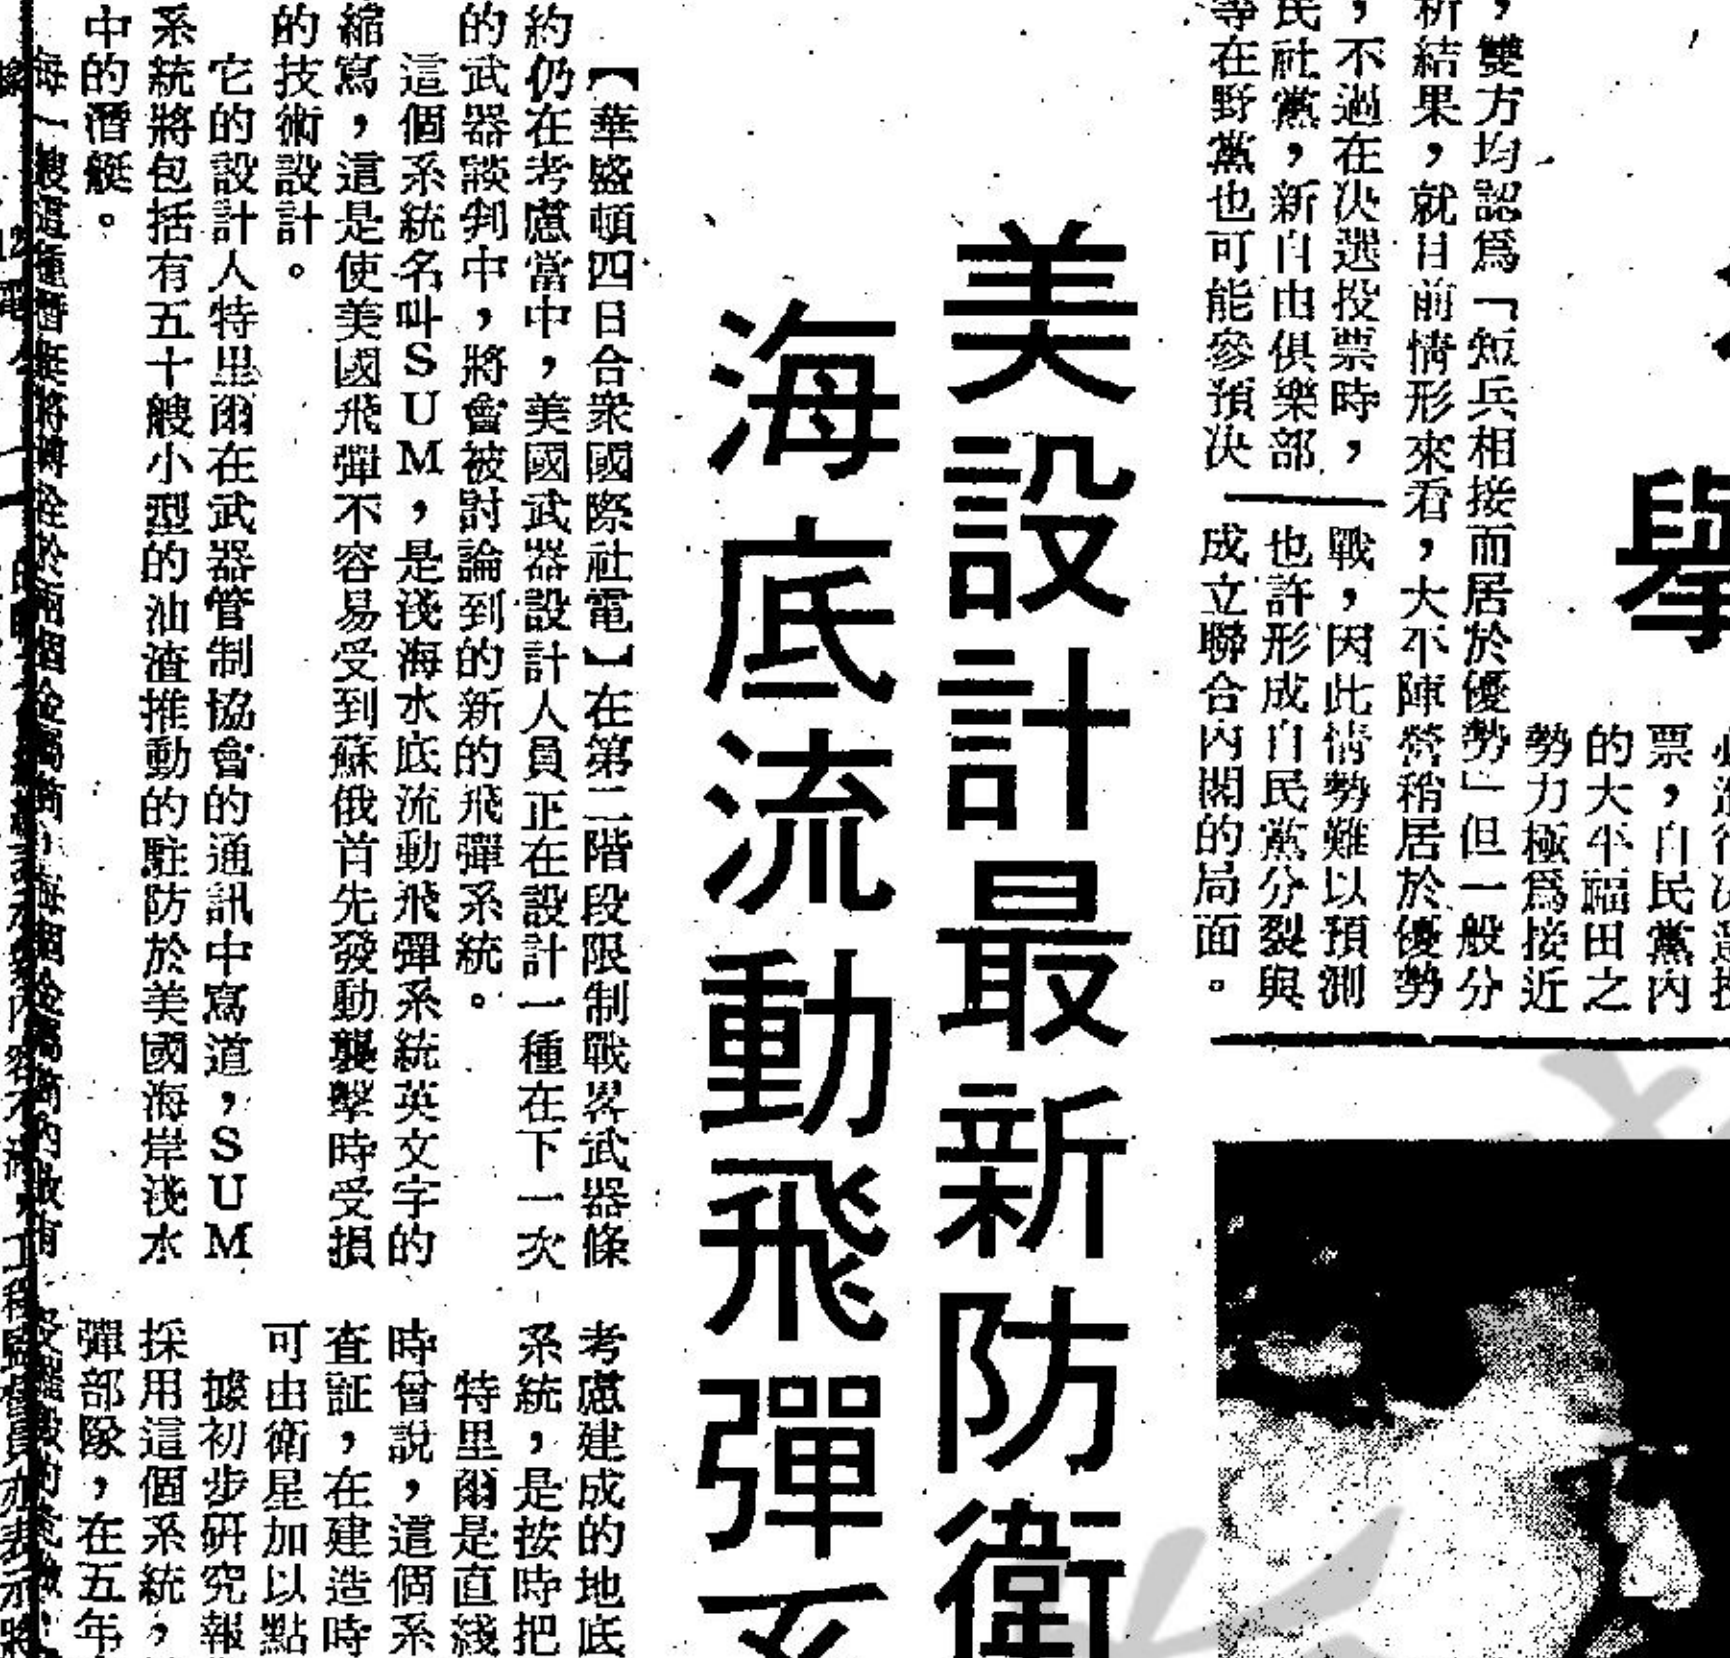 ，雙方均認爲「短兵相接而居於優勢」但一般分
析結果，就目前情形來看，大平陣營稍居於優勢
，不過在决選投票時，
民社黨，新自由俱樂部
等在野黨也可能參預決
勢力極爲接近
的大平福田之
票，自民黨內
戰，因此情勢難以預測
也許形成自民黨分裂與
成立聯合內閣的局面。
舉
美設計最新防衛
海底流動飛彈系
【華盛頓四日合衆國際社電】在第二階段限制戰畧武器條
約仍在考慮當中，美國武器設計人員正在設計一種在下一次
的武器談判中，將會被討論到的新的飛彈系統。
這個系統名叫SUM，是淺海水底流動飛彈系統英文字的
縮寫，這是使美國飛彈不容易受到蘇俄首先發動襲擊時受損
的技術設計。
它的設計人特里爾在武器管制協會的通訊中寫道，SUM
系統將包括有五十艘小型的油渣推動的駐防於美國海岸淺水
中的潛艇。
考慮建成的地底
系統，是按時把
特里爾是直綫
時曾說，這個系
査証，在建造時
可由衛星加以點
據初步研究報
採用這個系統，
彈部隊，在五年